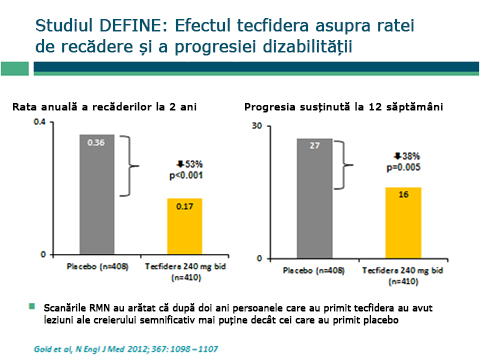 Studiul DEFINE: Efectul tecfidera asupra ratei
de recădere și a progresiei dizabilității
Rata anuală a recăderilor la 2 ani
0.4
0.36
53%
p<0.001
0.17
0
Placebo (n=408)
Tecfidera 240 mg bid
(n=410)
Progresia susținută la 12 săptămâni
30
27
38%
p=0.005
16
0
Placebo (n=408)
Tecfidera 240 mg bid
(n=410)
Scanările RMN au arătat că după doi ani persoanele care au primit tecfidera au avut
leziuni ale creierului semnificativ mai puține decât cei care au primit placebo
Gold et al, N Engl J Med 2012; 367: 1098 – 1107